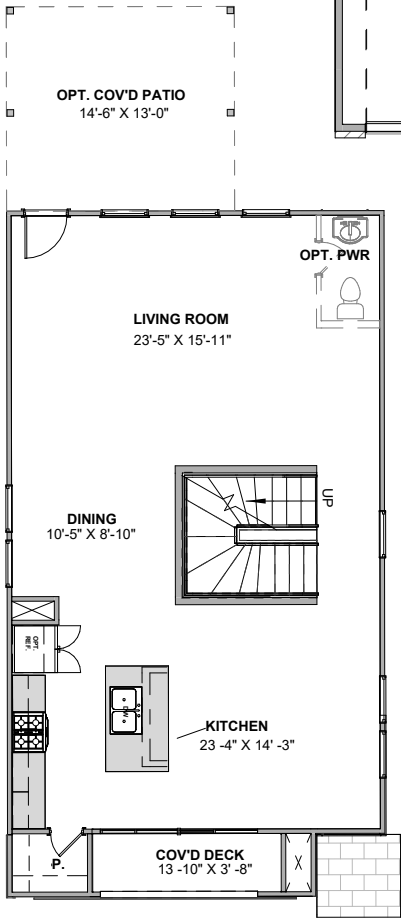 OPT. COV'D PATIO
14'-6" X 13'-0"
OPT. PWR
LIVING ROOM
23'-5" X 15'-11"
UP
DINING
10'-5" X 8'-10"
OPT.
REF.
DW
KITCHEN
23 -4" X 14' -3"
P.
COV'D DECK
13 -10" X 3' -8"